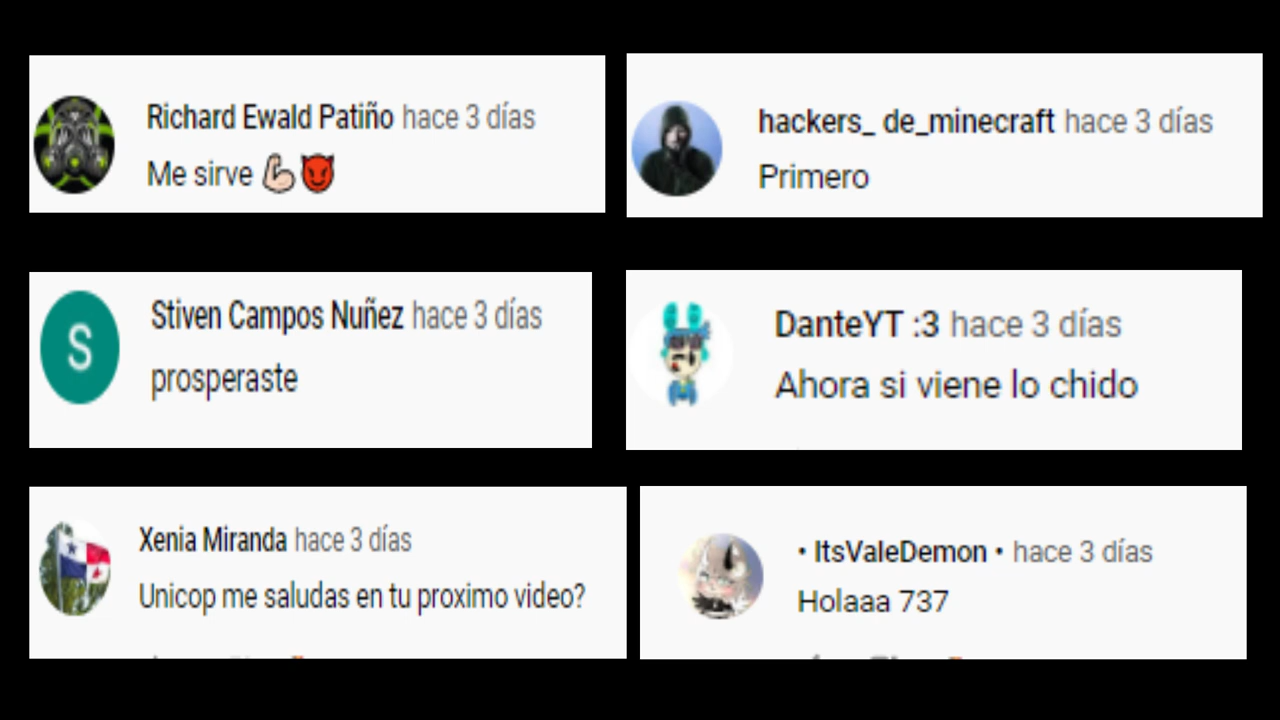 Richard Ewald Patiño hace 3 días
Me sirve 💪😈
hackers_ de_minecraft hace 3 días
Primero
S
Stiven Campos Nuñez hace 3 días
prosperaste
DanteYT :3 hace 3 días
Ahora si viene lo chido
Xenia Miranda hace 3 días
Unicop me saludas en tu proximo video?
• ItsValeDemon • hace 3 días
Holaaa 737